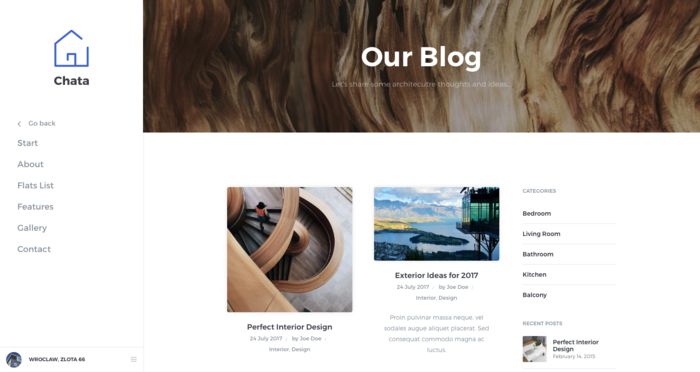 Chata
Go back
Start
About
Flats List
Features
Gallery
Contact
WROCLAW, ZLOTA 66
Our Blog
Let's share some architecutre thoughts and ideas.
Perfect Interior Design
24 July 2017 / by Joe Doe /
Interior, Design
Exterior Ideas for 2017
24 July 2017 / by Joe Doe /
Interior, Design
Proin pulvinar massa neque, vel
sodales augue aliquet placerat. Sed
consequat commodo magna ac
luctus.
CATEGORIES
Bedroom
Living Room
Bathroom
Kitchen
Balcony
RECENT POSTS
Perfect Interior
Design
February 14, 2015